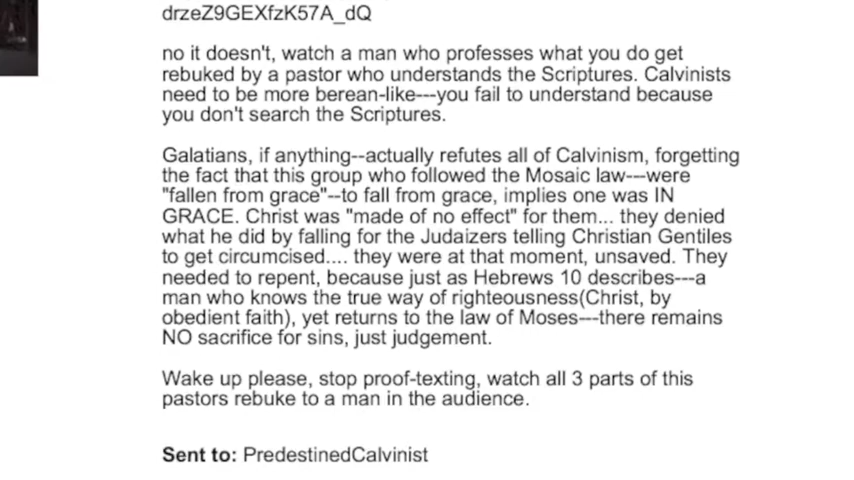 drzeZ9GEXfzK57A_dQ
no it doesn't, watch a man who professes what you do get
rebuked by a pastor who understands the Scriptures. Calvinists
need to be more berean-like---you fail to understand because
you don't search the Scriptures.
Galatians, if anything--actually refutes all of Calvinism, forgetting
the fact that this group who followed the Mosaic law---were
"fallen from grace"--to fall from grace, implies one was IN
GRACE. Christ was "made of no effect" for them... they denied
what he did by falling for the Judaizers telling Christian Gentiles
to get circumcised.... they were at that moment, unsaved. They
needed to repent, because just as Hebrews 10 describes---a
man who knows the true way of righteousness(Christ, by
obedient faith), yet returns to the law of Moses---there remains
NO sacrifice for sins, just judgement.
Wake up please, stop proof-texting, watch all 3 parts of this
pastors rebuke to a man in the audience.
Sent to: PredestinedCalvinist